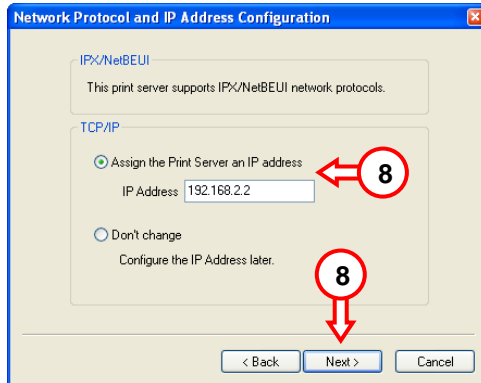 Network Protocol and IP Address Configuration
IPX/NetBEUI
This print server supports IPX/NetBEUI network protocols.
TCP/IP
Assign the Print Server an IP address
8
IP Address 192.168.2.2
Don't change
Configure the IP Address later.
8
< Back Next > Cancel